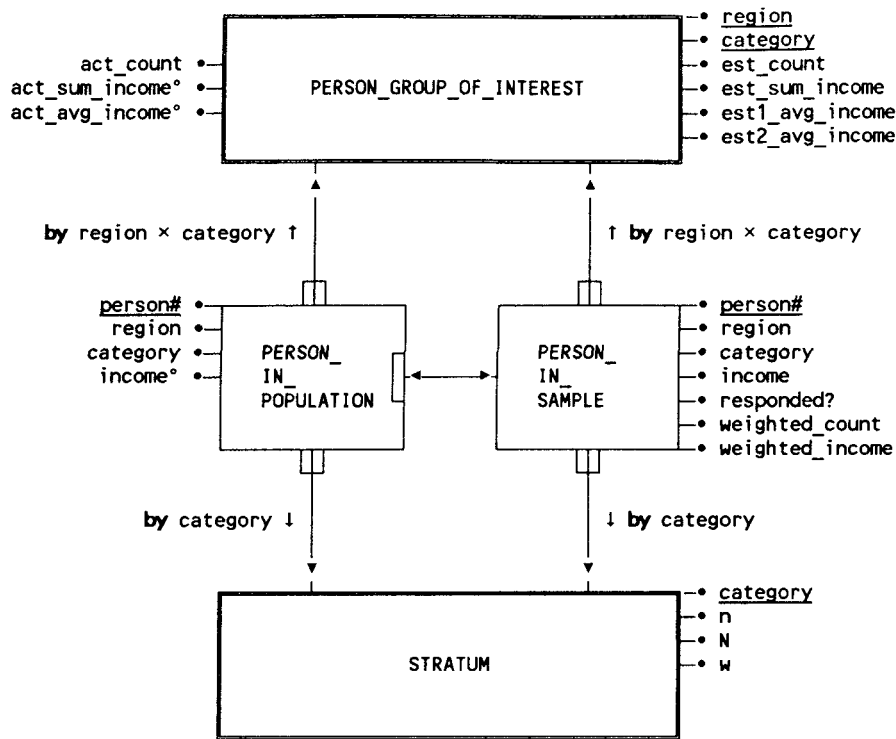 region
category
act_count
est_count
act_sum_income°
PERSON_GROUP_OF_INTEREST
est_sum_income
act_avg_income°
est1_avg_income
est2_avg_income
by region × category ↑
↑ by region × category
person#
region
category
income°
PERSON_
IN_
POPULATION
PERSON_
IN_
SAMPLE
person#
region
category
income
responded?
weighted_count
weighted_income
by category ↓
↓ by category
STRATUM
category
n
N
w